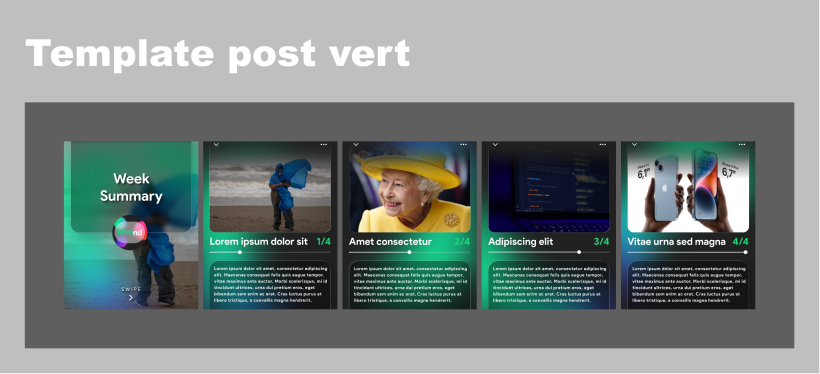 Template post vert
Week
Summary
SWIPE
Lorem ipsum dolor sit 1/4
Lorem ipsum dolor sit amet, consectetur adipiscing
elit. Maecenas consequat felis quis augue tempor,
vitae maximus ante auctor. Morbi scelerisque, mi id
tincidunt ultrices, urna dui pretium eros, eget
bibendum sem enim ac erat. Cras luctus purus at
libero tristique, a convallis magna hendrerit.
Amet consectetur 2/4
Lorem ipsum dolor sit amet, consectetur adipiscing
elit. Maecenas consequat felis quis augue tempor,
vitae maximus ante auctor. Morbi scelerisque, mi id
tincidunt ultrices, urna dui pretium eros, eget
bibendum sem enim ac erat. Cras luctus purus at
libero tristique, a convallis magna hendrerit.
Adipiscing elit 3/4
Lorem ipsum dolor sit amet, consectetur adipiscing
elit. Maecenas consequat felis quis augue tempor,
vitae maximus ante auctor. Morbi scelerisque, mi id
tincidunt ultrices, urna dui pretium eros, eget
bibendum sem enim ac erat. Cras luctus purus at
libero tristique, a convallis magna hendrerit.
6,1"
6,7"
Vitae urna sed magna 4/4
Lorem ipsum dolor sit amet, consectetur adipiscing
elit. Maecenas consequat felis quis augue tempor,
vitae maximus ante auctor. Morbi scelerisque, mi id
tincidunt ultrices, urna dui pretium eros, eget
bibendum sem enim ac erat. Cras luctus purus at
libero tristique, a convallis magna hendrerit.